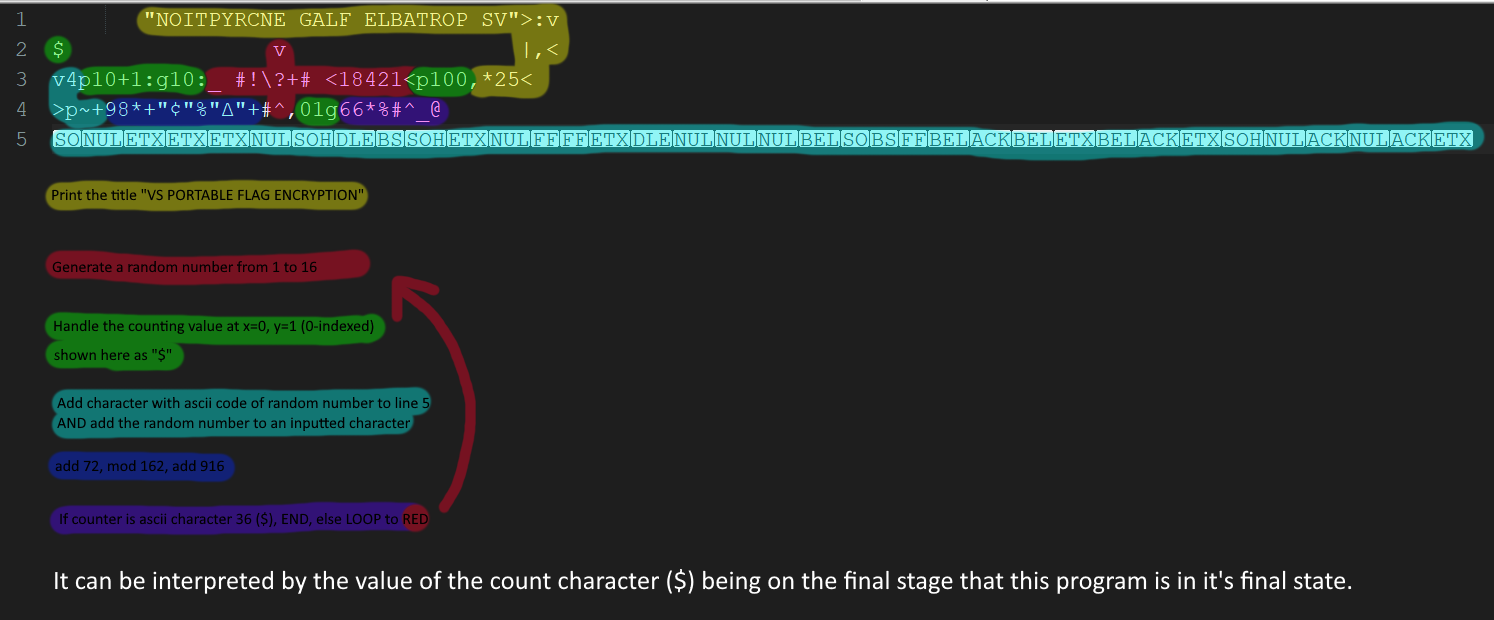 1 "NOITPYRCNE GALF ELBATROP SV">:v
2 $ v |,<
3 v4p10+1:g10:_ #!\?+# <18421<p100,*25<
4 >p~+98*+"¢"%"Δ"+#^,01g66*%#^_@
5 SONULETXETXETXNULSOHDLEBSSOHETXNULFFFFETXDLENULNULNULBELSOBSFFBELACKBELETXBELACKETXSOHNULACKNULACKETX
Print the title "VS PORTABLE FLAG ENCRYPTION"
Generate a random number from 1 to 16
Handle the counting value at x=0, y=1 (0-indexed)
shown here as "$"
Add character with ascii code of random number to line 5
AND add the random number to an inputted character
add 72, mod 162, add 916
If counter is ascii character 36 ($), END, else LOOP to RED
It can be interpreted by the value of the count character ($) being on the final stage that this program is in it's final state.